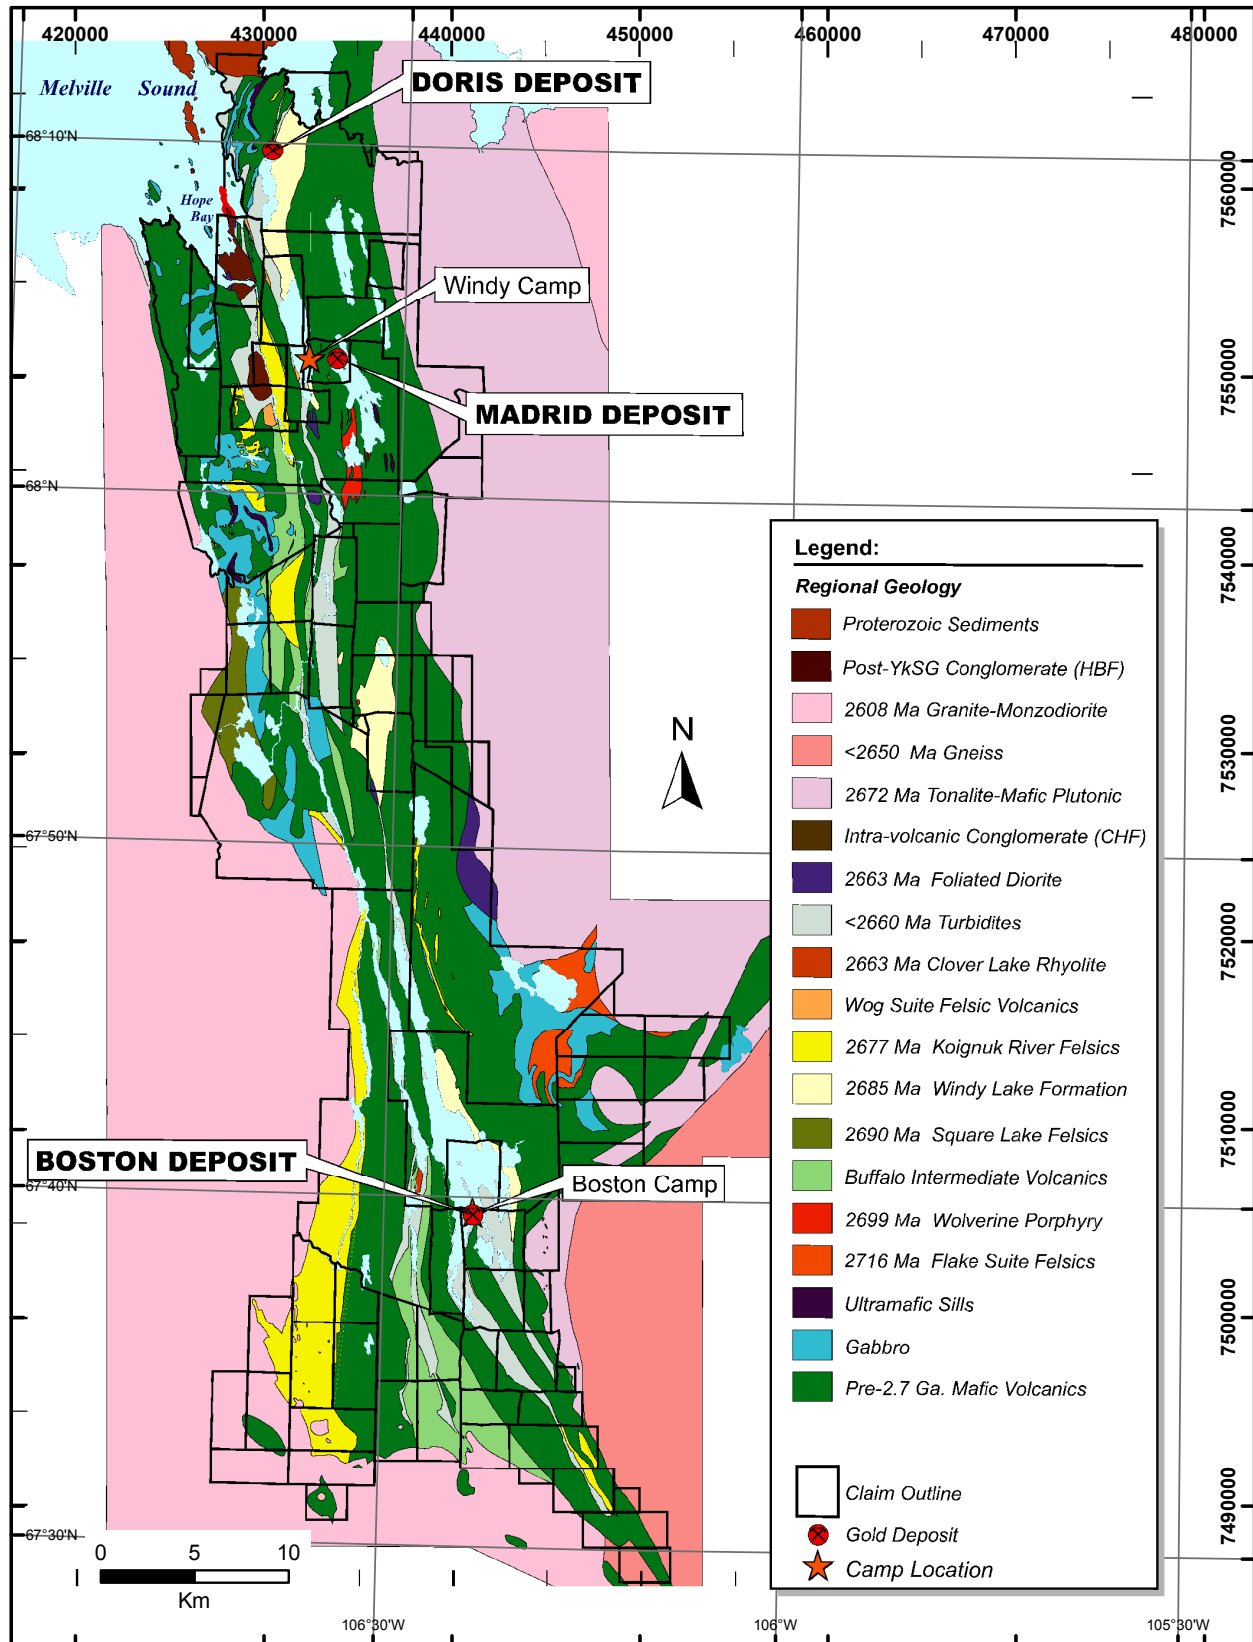 420000 430000 440000 450000 460000 470000 480000
Melville Sound
DORIS DEPOSIT
68°10'N
7560000
Hope
Bay
Windy Camp
7550000
MADRID DEPOSIT
68°N
7540000
7530000
67°50'N
7520000
7510000
BOSTON DEPOSIT
Boston Camp
67°40'N
7500000
7490000
67°30'N
N
Legend:
Regional Geology
Proterozoic Sediments
Post-YkSG Conglomerate (HBF)
2608 Ma Granite-Monzodiorite
<2650 Ma Gneiss
2672 Ma Tonalite-Mafic Plutonic
Intra-volcanic Conglomerate (CHF)
2663 Ma Foliated Diorite
<2660 Ma Turbidites
2663 Ma Clover Lake Rhyolite
Wog Suite Felsic Volcanics
2677 Ma Koignuk River Felsics
2685 Ma Windy Lake Formation
2690 Ma Square Lake Felsics
Buffalo Intermediate Volcanics
2699 Ma Wolverine Porphyry
2716 Ma Flake Suite Felsics
Ultramafic Sills
Gabbro
Pre-2.7 Ga. Mafic Volcanics
Claim Outline
Gold Deposit
Camp Location
0 5 10
Km
106°30'W 106°W 105°30'W